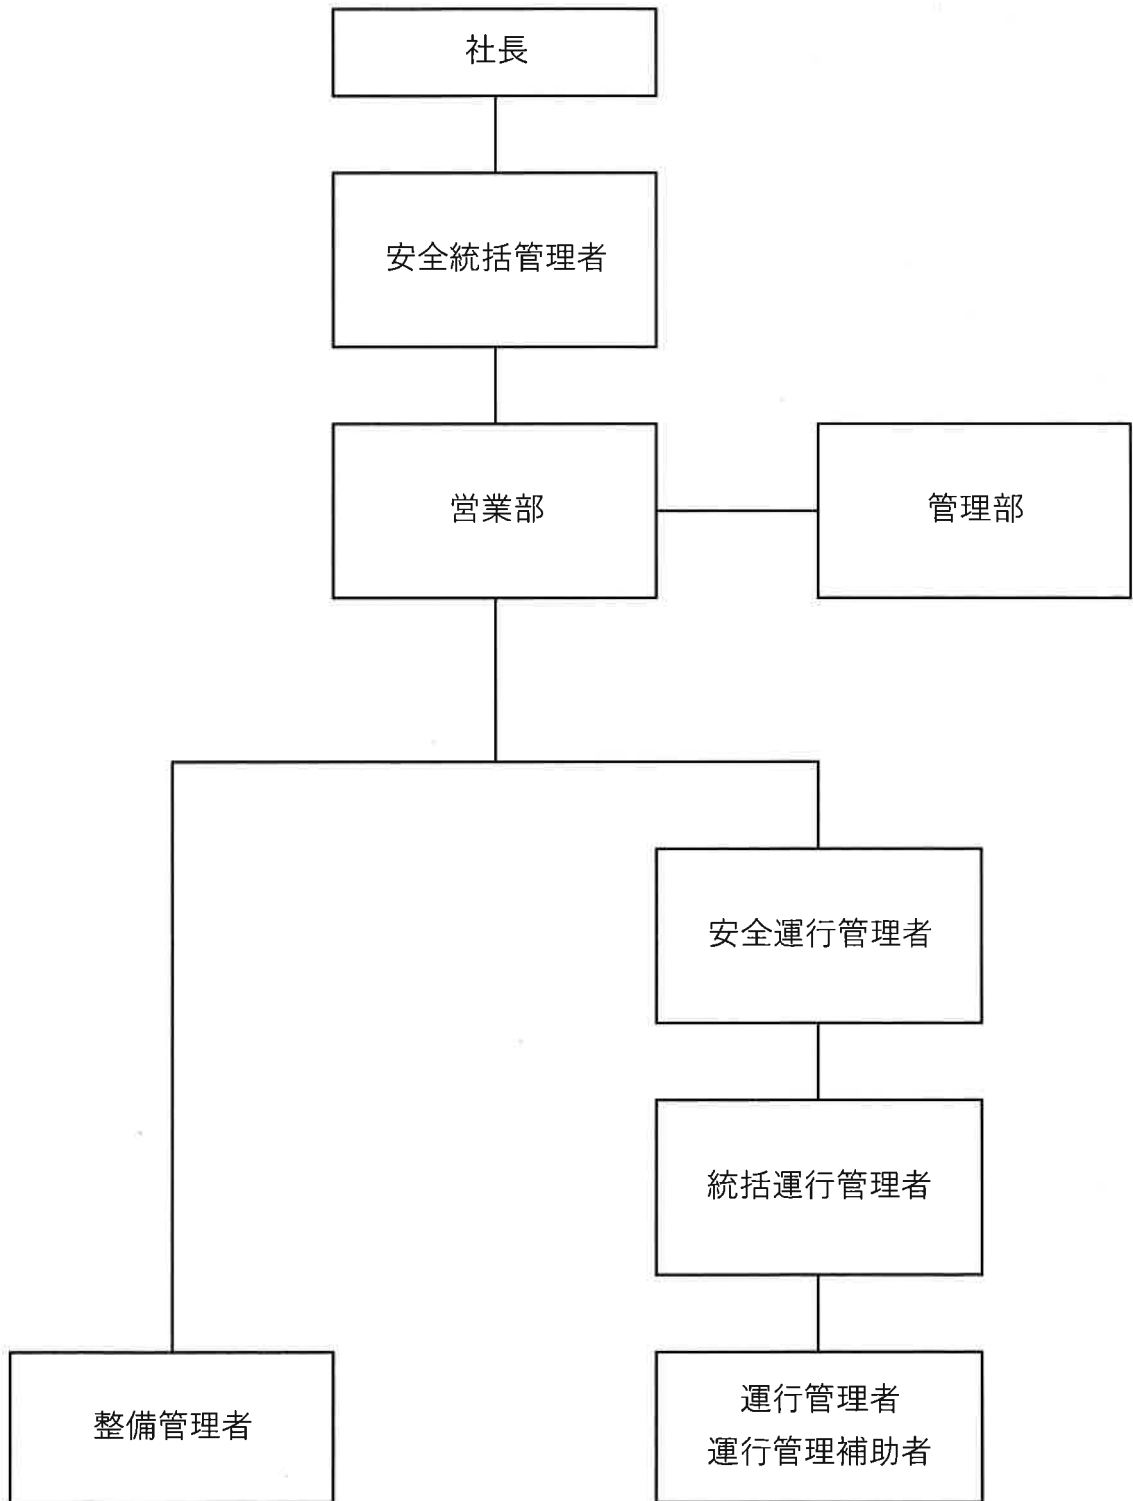 社長
安全統括管理者
営業部
管理部
安全運行管理者
統括運行管理者
整備管理者
運行管理者
運行管理補助者